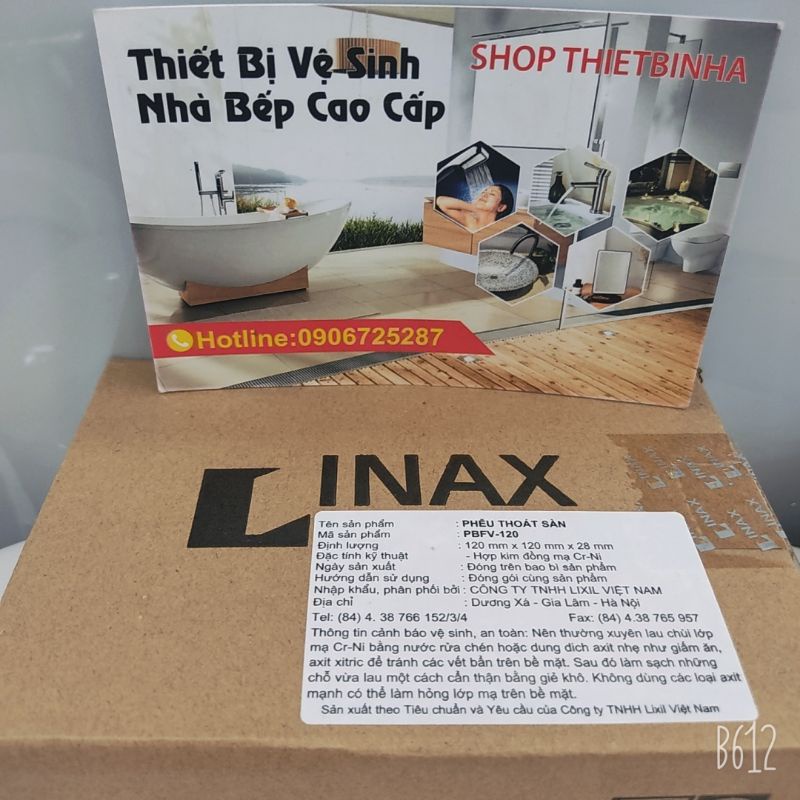 Thiết Bị Vệ Sinh
Nhà Bếp Cao Cấp
SHOP THIETBINHA
Hotline:0906725287
INAX
INAX
Tên sản phẩm : PHỄU THOÁT SÀN
Mã sản phẩm : PBFV-120
Định lượng : 120 mm x 120 mm x 28 mm
Đặc tính kỹ thuật - Hợp kim đồng mạ Cr-Ni
Ngày sản xuất : Đóng trên bao bì sản phẩm
Hướng dẫn sử dụng : Đóng gói cùng sản phẩm
Nhập khẩu, phân phối bởi : CÔNG TY TNHH LIXIL VIỆT NAM
Địa chỉ : Dương Xá - Gia Lâm - Hà Nội
Tel: (84) 4. 38 766 152/3/4 Fax: (84) 4.38 765 957
Thông tin cảnh báo vệ sinh, an toàn: Nên thường xuyên lau chùi lớp
mạ Cr-Ni bằng nước rửa chén hoặc dung dịch axit nhẹ như giấm ăn,
axit xitric để tránh các vết bẩn trên bề mặt. Sau đó làm sạch những
chỗ vừa lau một cách cẩn thận bằng giẻ khô. Không dùng các loại axit
mạnh có thể làm hỏng lớp mạ trên bề mặt.
Sản xuất theo Tiêu chuẩn và Yêu cầu của Công ty TNHH Lixil Việt Nam
B612